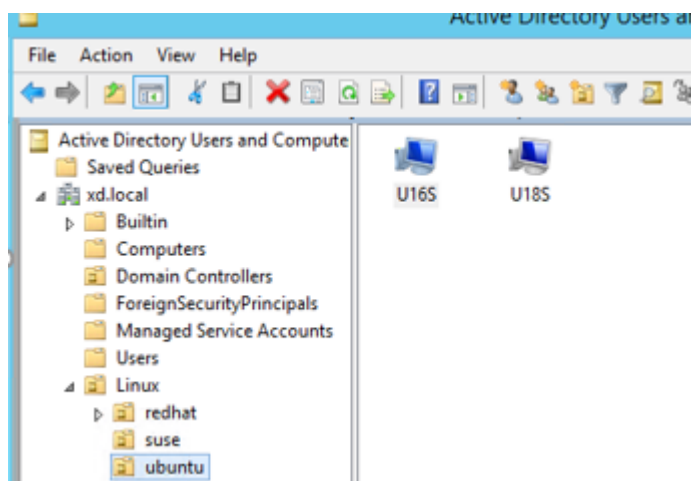 Active Directory Users a
File Action View Help
Active Directory Users and Compute
Saved Queries
xd.local
Builtin
Computers
Domain Controllers
ForeignSecurityPrincipals
Managed Service Accounts
Users
Linux
redhat
suse
ubuntu
U16S U18S